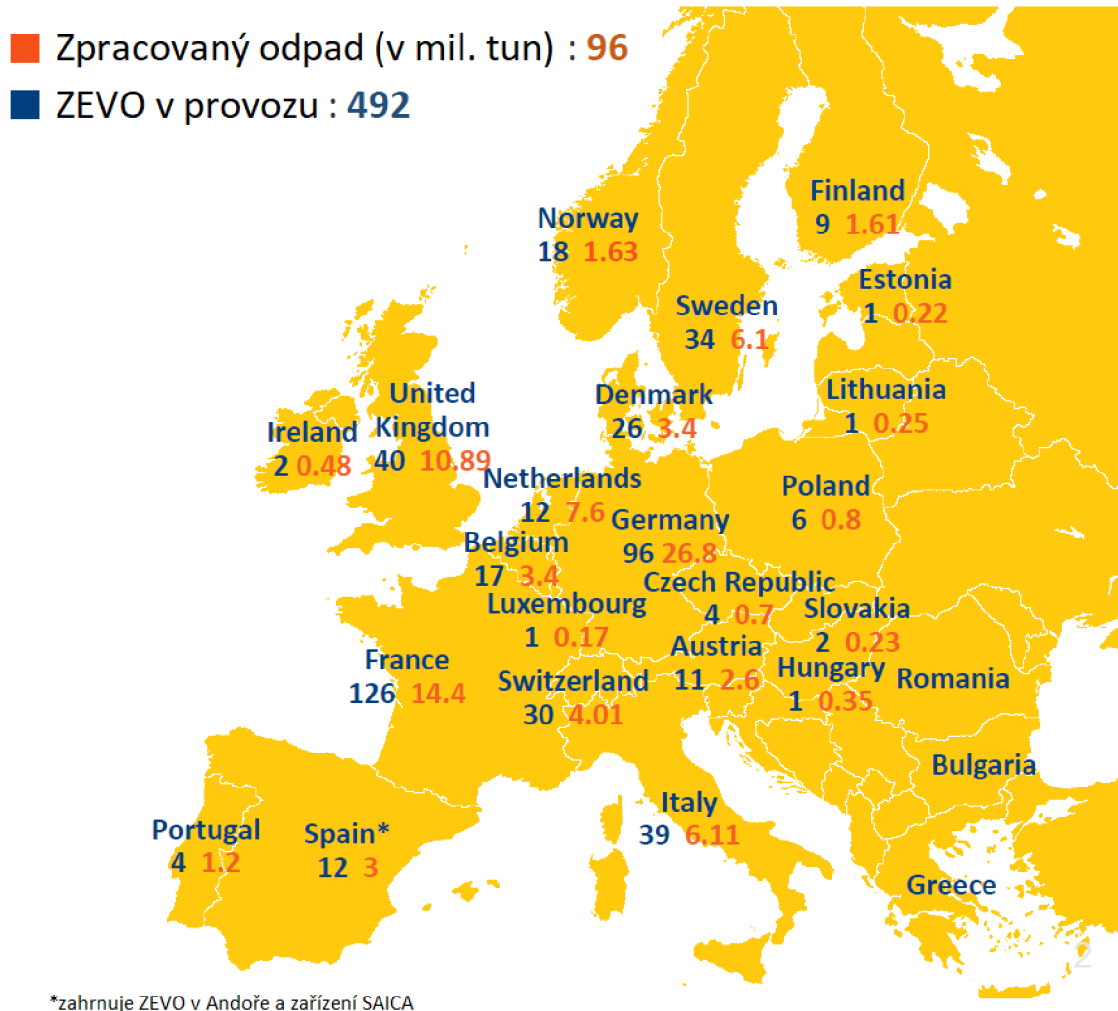 Zpracovaný odpad (v mil. tun) : 96
ZEVO v provozu : 492
Finland
9 1.61
Norway
18 1.63
Estonia
1 0.22
Sweden
34 6.1
United
Kingdom
40 10.89
Denmark
26 3.4
Lithuania
1 0.25
Ireland
2 0.48
Netherlands
12 7.6
Poland
6 0.8
Germany
96 26.8
Belgium
17 3.4
Czech Republic
4 0.7
Luxembourg
1 0.17
Slovakia
2 0.23
Austria
11 2.6
France
126 14.4
Switzerland
30 4.01
Hungary
1 0.35
Romania
Bulgaria
Italy
39 6.11
Portugal
4 1.2
Spain*
12 3
Greece
2
*zahrnuje ZEVO v Andoře a zařízení SAICA